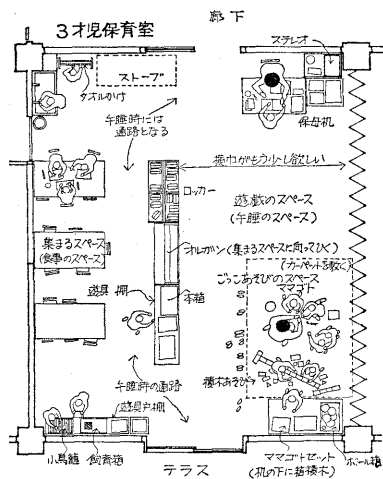 廊下
3才児保育室
ステレオ
ストーブ
タオルかけ
保母机
午睡時には
通路となる
横巾がもう少し欲しい
ロッカー
遊戯のスペース
(午睡のスペース)
集まるスペース
(食事のスペース)
オルガン(集まるスペースに向ってひく)
(カーペットを敷く)
ごっこあそびのスペース
ママゴト
遊具棚
本箱
積木あそび
午睡時の通路
遊具戸棚
小鳥籠
飼育箱
テラス
ママゴトセット
(机の下に箱積木)
ボール箱